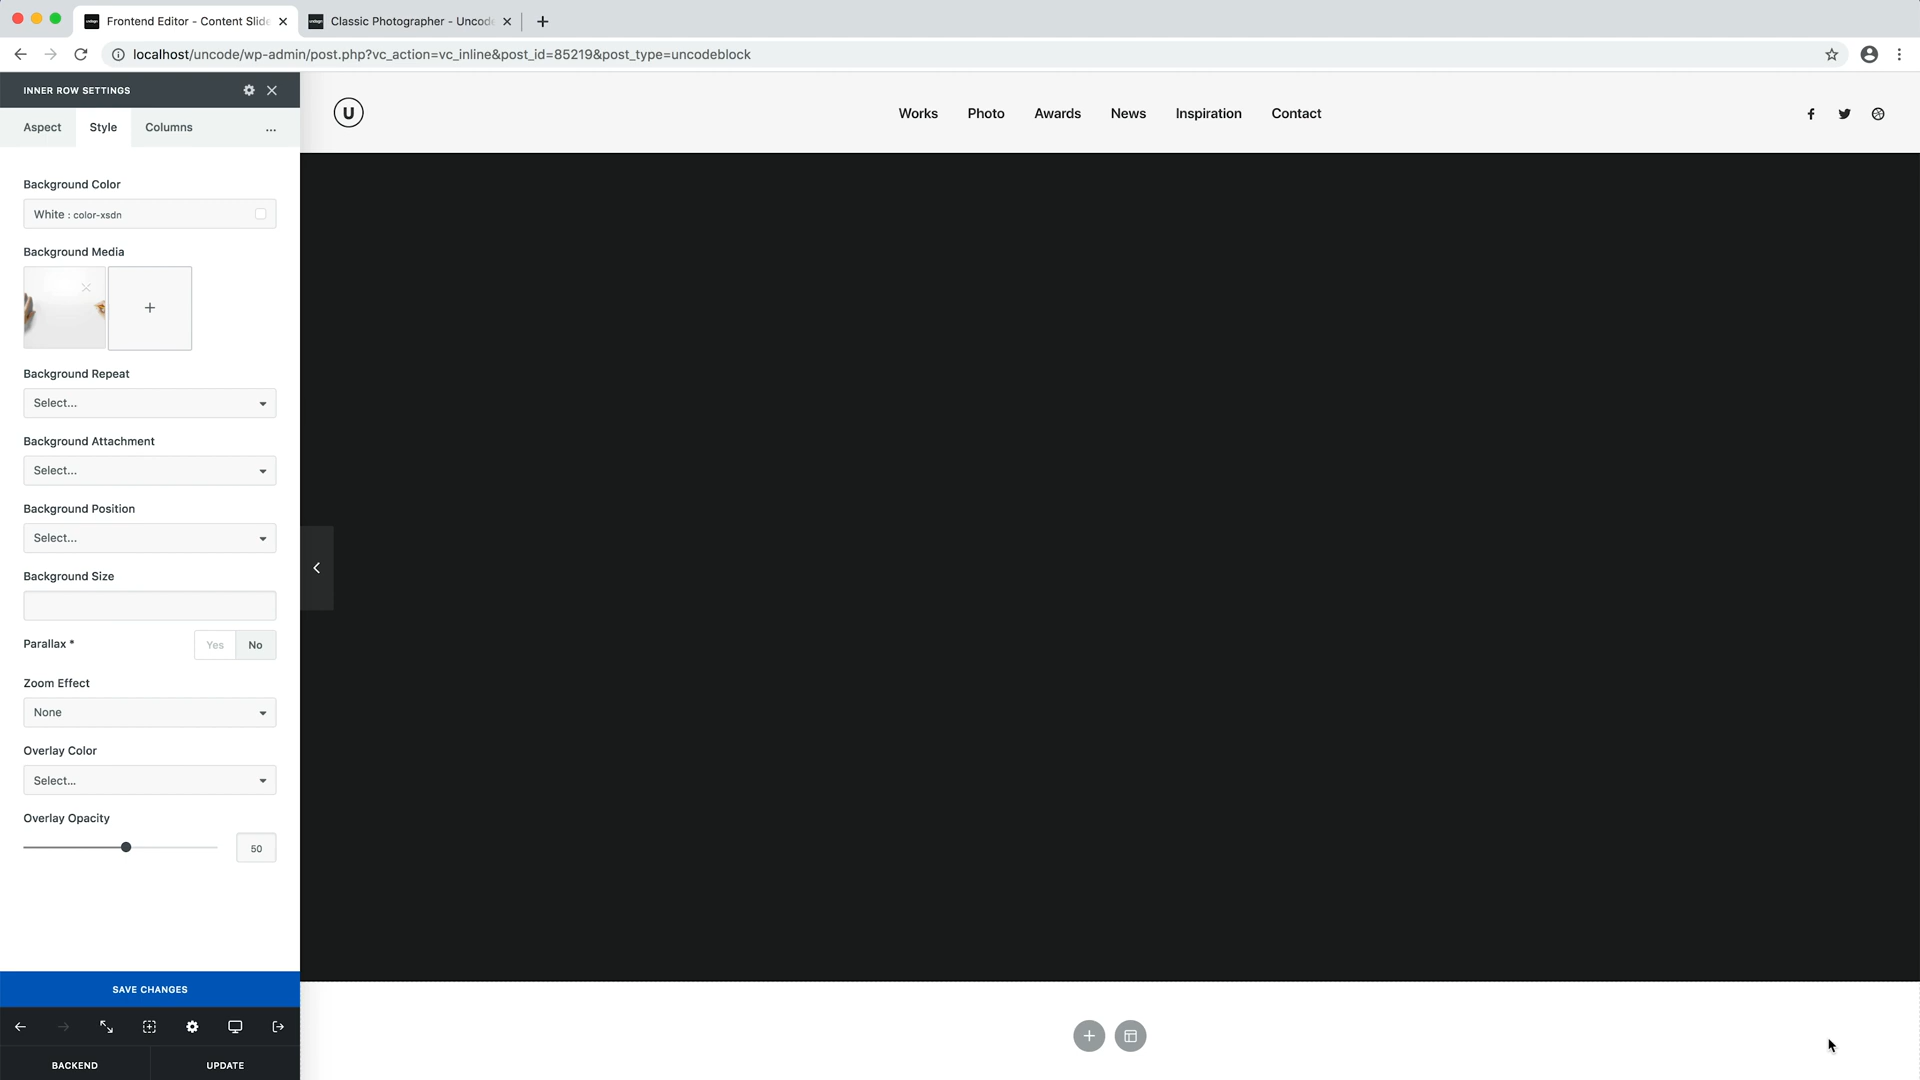 Frontend Editor - Content Slide
Classic Photographer - Uncode
localhost/uncode/wp-admin/post.php?vc_action=vc_inline&post_id=85219&post_type=uncodeblock
INNER ROW SETTINGS
U
Works Photo Awards News Inspiration Contact
Aspect Style Columns ...
Background Color
White : color-xsdn
Background Media
Background Repeat
Select...
Background Attachment
Select...
Background Position
Select...
Background Size
Parallax * Yes No
Zoom Effect
None
Overlay Color
Select...
Overlay Opacity
50
SAVE CHANGES
BACKEND UPDATE